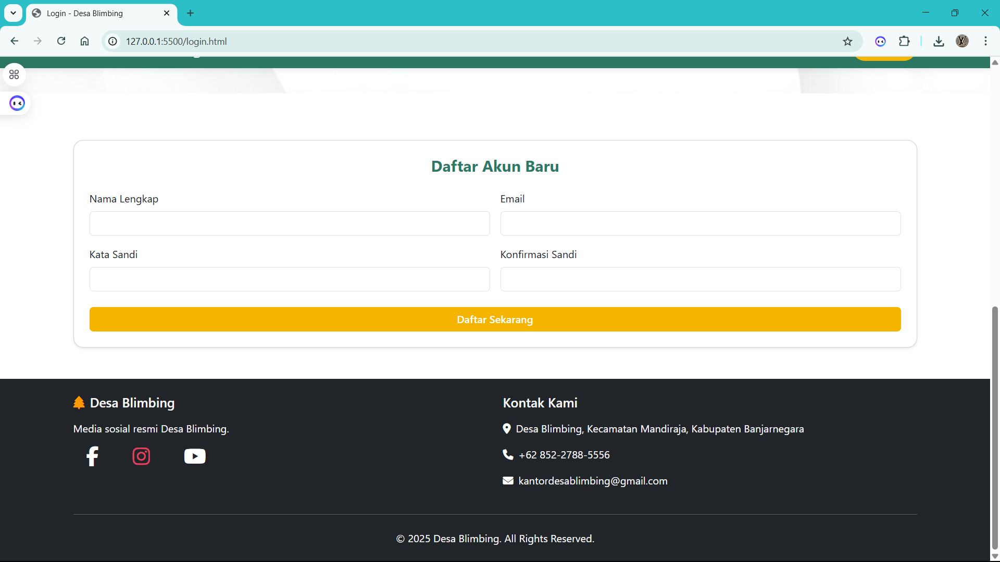 Login - Desa Blimbing
127.0.0.1:5500/login.html
Daftar Akun Baru
Nama Lengkap
Email
Kata Sandi
Konfirmasi Sandi
Daftar Sekarang
Desa Blimbing
Media sosial resmi Desa Blimbing.
Kontak Kami
Desa Blimbing, Kecamatan Mandiraja, Kabupaten Banjarnegara
+62 852-2788-5556
kantordesablimbing@gmail.com
© 2025 Desa Blimbing. All Rights Reserved.